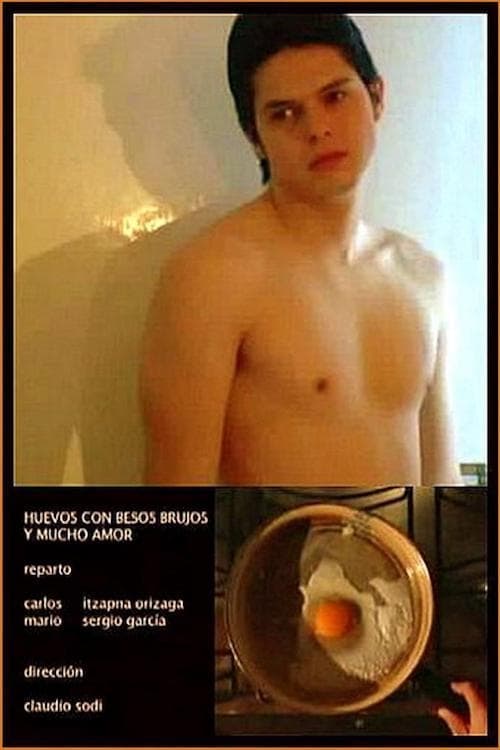 HUEVOS CON BESOS BRUJOS
Y MUCHO AMOR
reparto
carlos itzapna orizaga
mario sergio garcía
dirección
claudio sodi